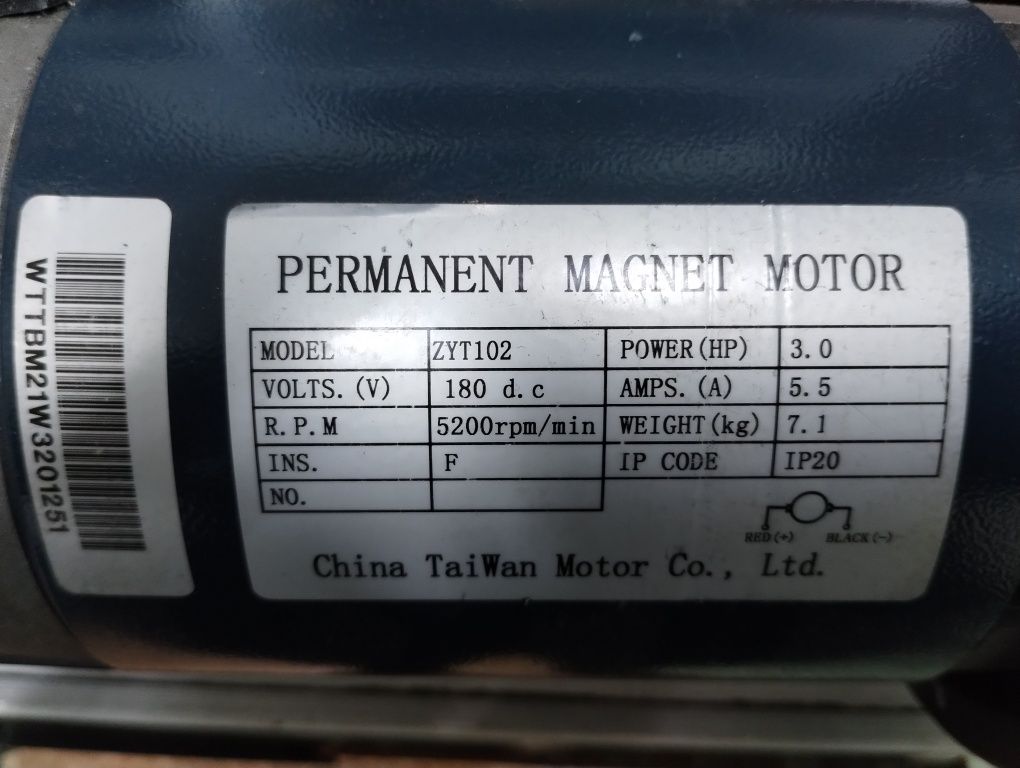 WTTBM21W3201251
PERMANENT MAGNET MOTOR
MODEL ZYT102 POWER(HP) 3.0
VOLTS.(V) 180 d.c AMPS.(A) 5.5
R.P.M 5200rpm/min WEIGHT(kg) 7.1
INS. F IP CODE IP20
NO.
RED(+) BLACK(-)
China TaiWan Motor Co., Ltd.